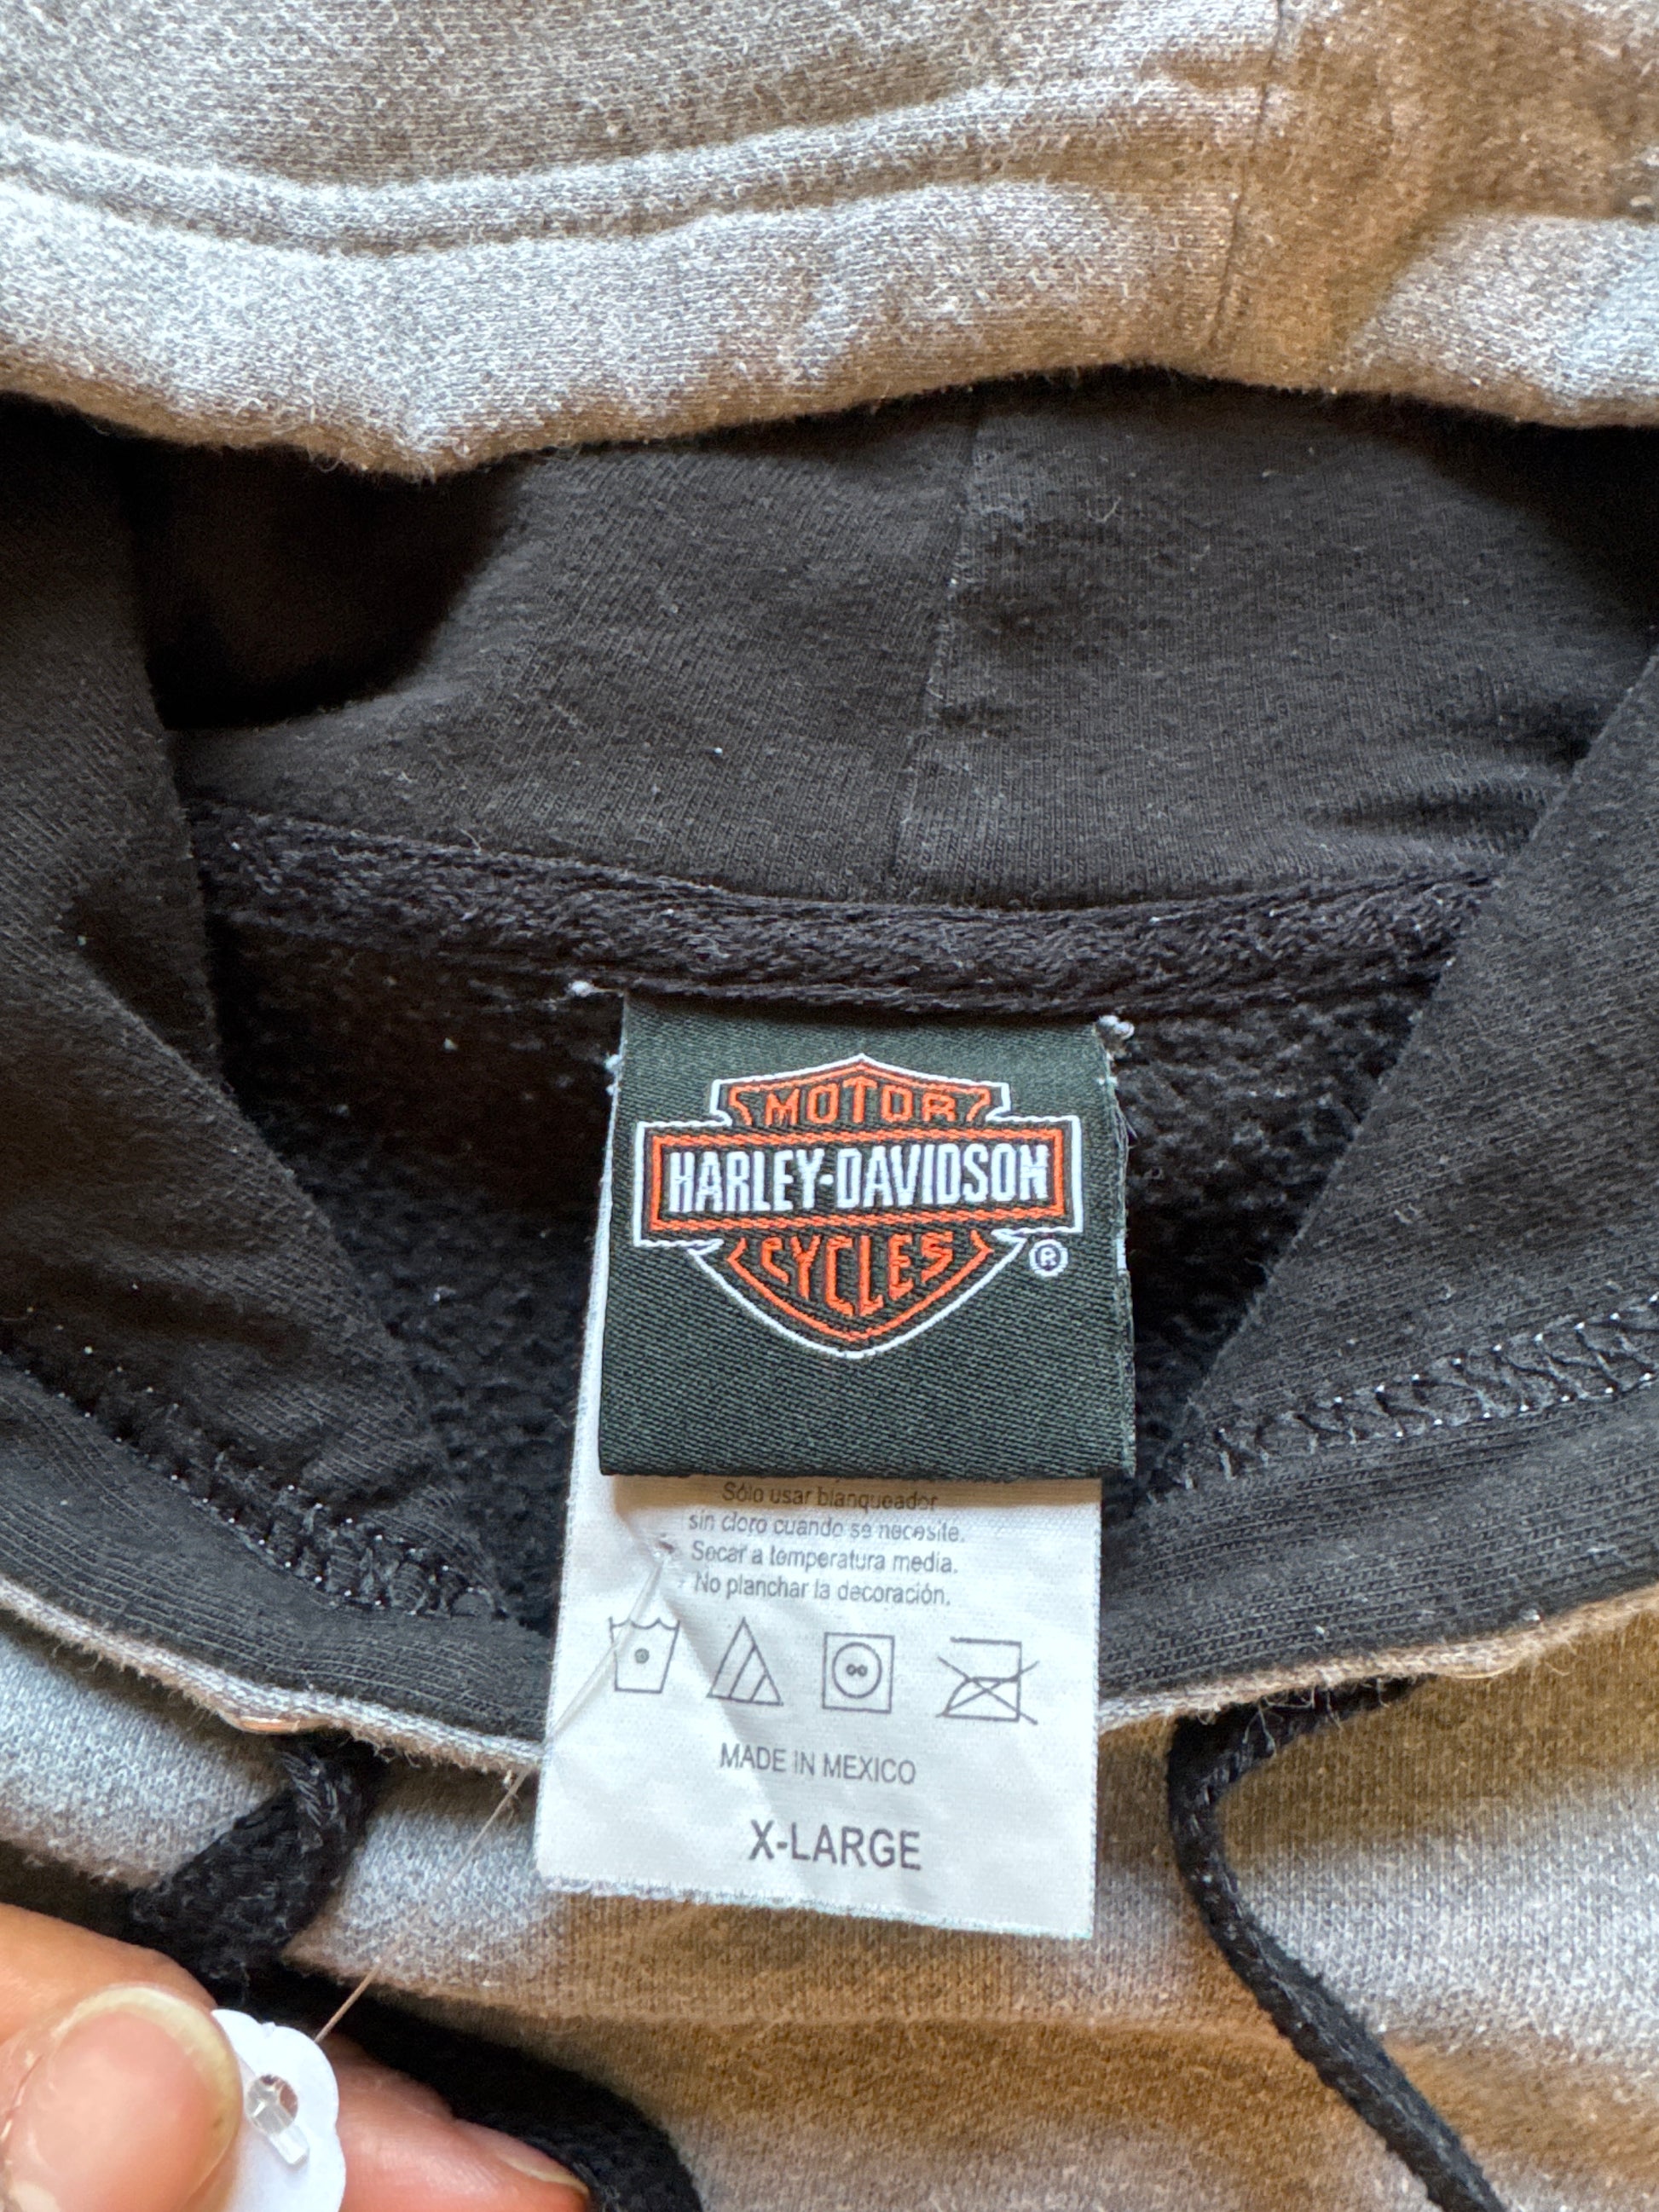 MOTOR
HARLEY-DAVIDSON
CYCLES
®
Sólo usar blanqueador
sin cloro cuando se necesite.
Secar a temperatura media.
No planchar la decoración.
MADE IN MEXICO
X-LARGE